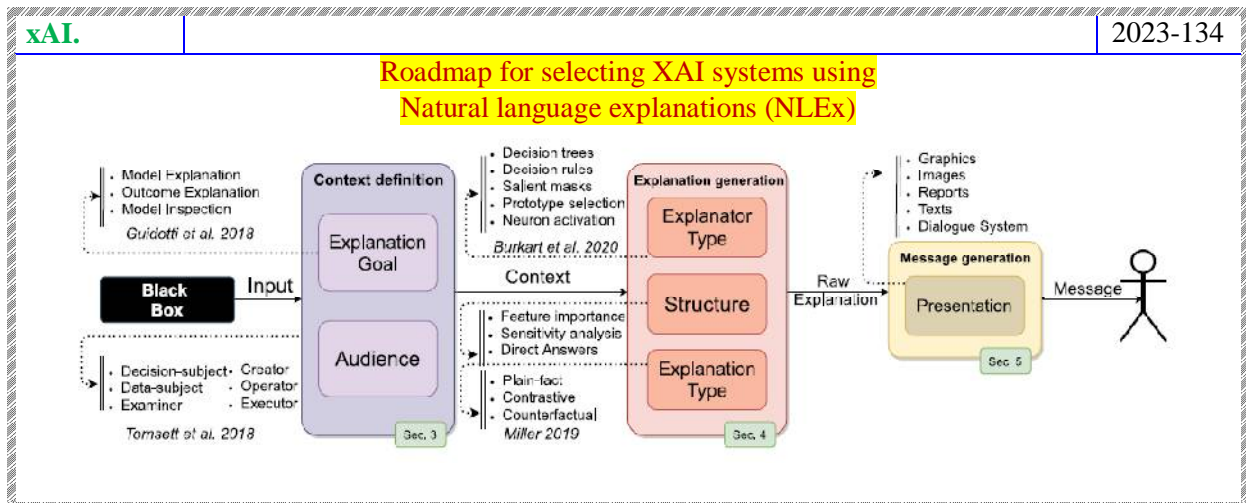 xAI.
2023-134
Roadmap for selecting XAI systems using
Natural language explanations (NLEx)
• Model Explanation
• Outcome Explanation
• Model Inspection
Guidotti et al. 2018
Black
Box
Input
• Decision-subject • Creator
• Data-subject • Operator
• Examiner • Executor
Tomsett et al. 2018
Context definition
Explanation
Goal
Audience
Sec. 3
• Decision trees
• Decision rules
• Salient masks
• Prototype selection
• Neuron activation
Burkart et al. 2020
Context
• Feature importance
• Sensitivity analysis
• Direct Answers
• Plain-fact
• Contrastive
• Counterfactual
Miller 2019
Explanation generation
Explanator
Type
Structure
Explanation
Type
Sec. 4
Raw
Explanation
• Graphics
• Images
• Reports
• Texts
• Dialogue System
Message generation
Presentation
Sec. 5
Message